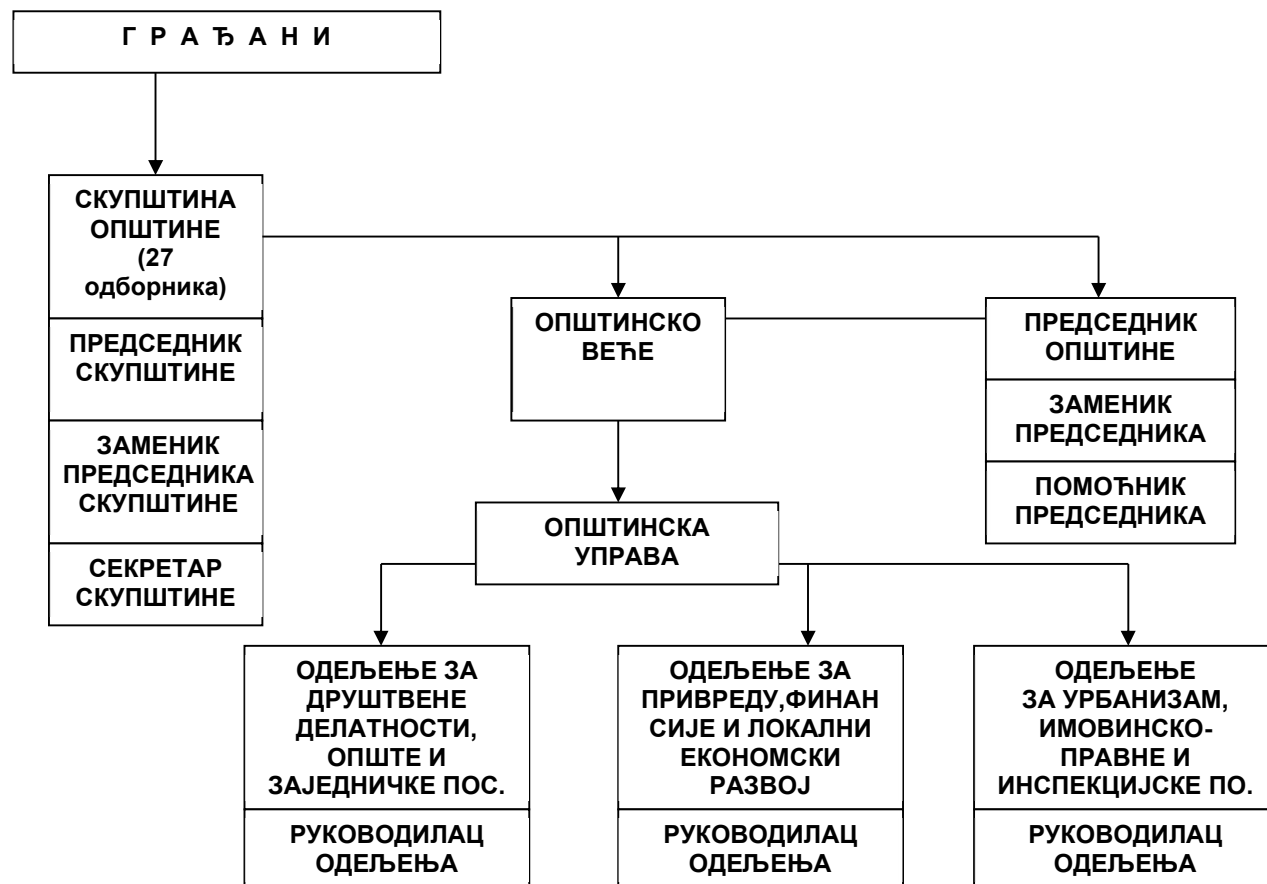 Г Р А Ђ А Н И
СКУПШТИНА
ОПШТИНЕ
(27
одборника)
ПРЕДСЕДНИК
СКУПШТИНЕ
ЗАМЕНИК
ПРЕДСЕДНИКА
СКУПШТИНЕ
СЕКРЕТАР
СКУПШТИНЕ
ОПШТИНСКО
ВЕЋЕ
ПРЕДСЕДНИК
ОПШТИНЕ
ЗАМЕНИК
ПРЕДСЕДНИКА
ПОМОЋНИК
ПРЕДСЕДНИКА
ОПШТИНСКА
УПРАВА
ОДЕЉЕЊЕ ЗА
ДРУШТВЕНЕ
ДЕЛАТНОСТИ,
ОПШТЕ И
ЗАЈЕДНИЧКЕ ПОС.
РУКОВОДИЛАЦ
ОДЕЉЕЊА
ОДЕЉЕЊЕ ЗА
ПРИВРЕДУ,ФИНАН
СИЈЕ И ЛОКАЛНИ
ЕКОНОМСКИ
РАЗВОЈ
РУКОВОДИЛАЦ
ОДЕЉЕЊА
ОДЕЉЕЊЕ
ЗА УРБАНИЗАМ,
ИМОВИНСКО-
ПРАВНЕ И
ИНСПЕКЦИЈСКЕ ПО.
РУКОВОДИЛАЦ
ОДЕЉЕЊА